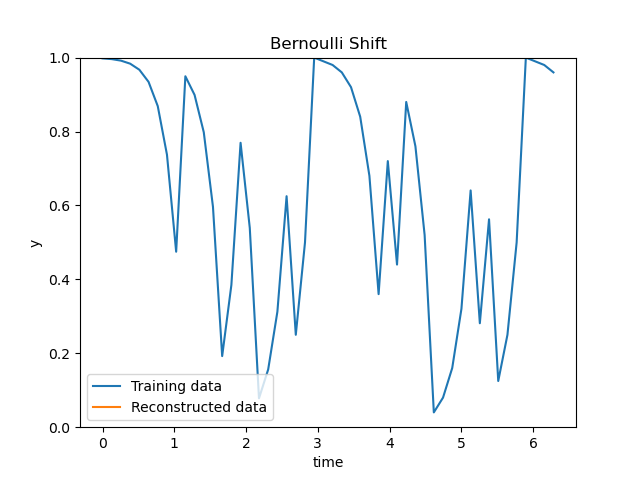 Bernoulli Shift
1.0
0.8
0.6
y
0.4
0.2
0.0
Training data
Reconstructed data
0 1 2 3 4 5 6
time